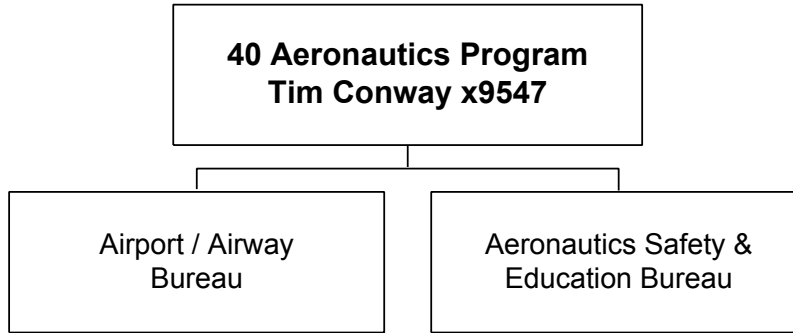 40 Aeronautics Program
Tim Conway x9547
Airport / Airway
Bureau
Aeronautics Safety &
Education Bureau